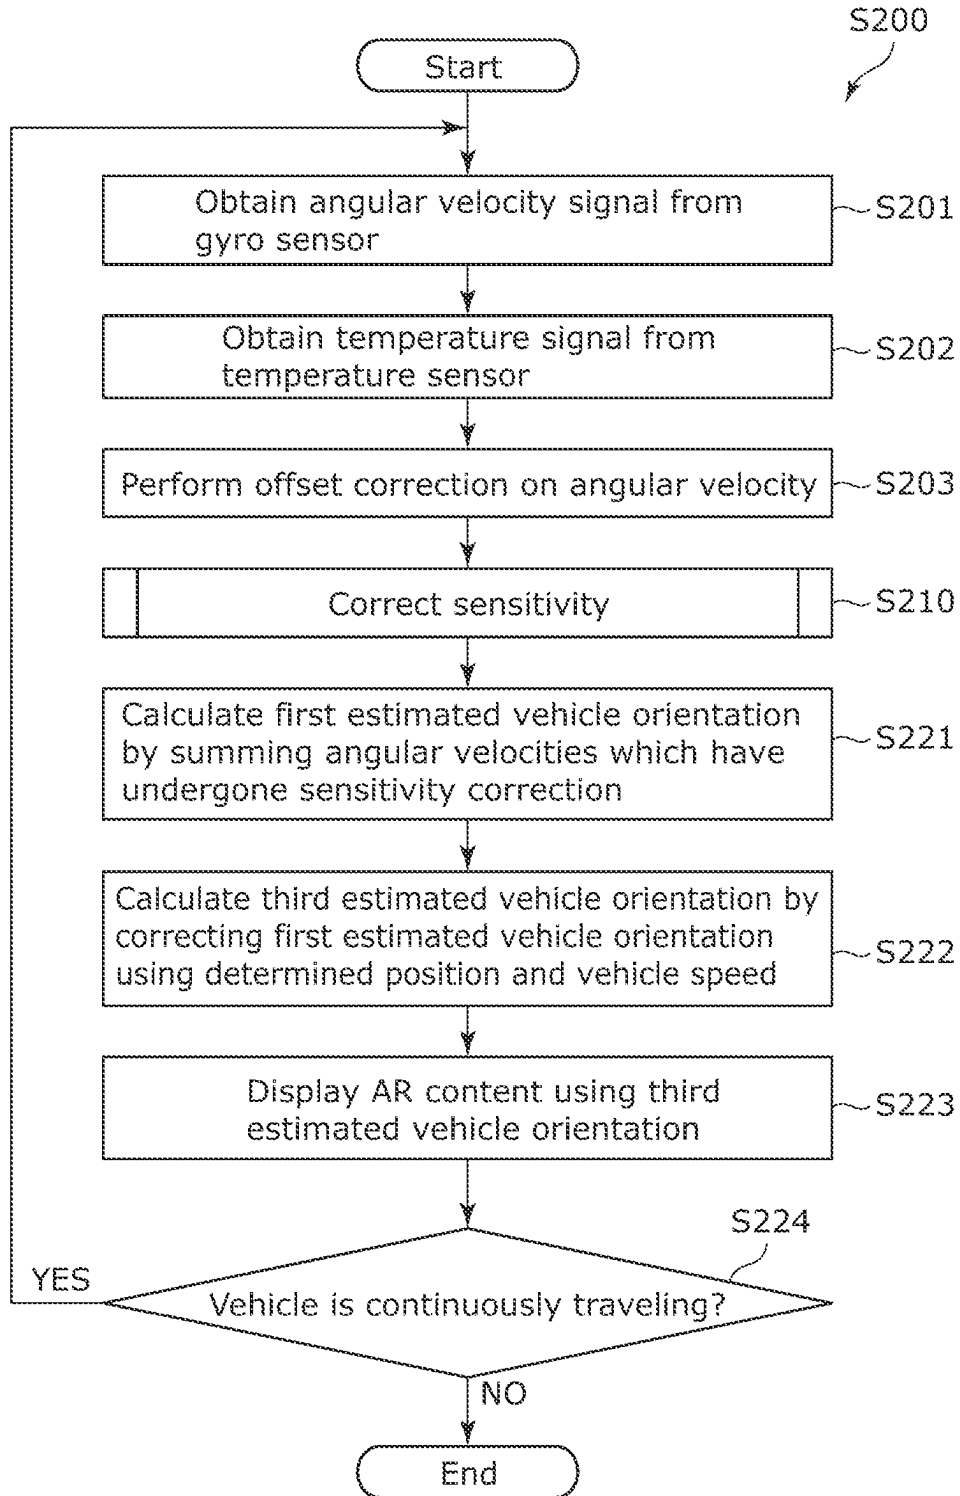 S200
Start
Obtain angular velocity signal from
gyro sensor
S201
Obtain temperature signal from
temperature sensor
S202
Perform offset correction on angular velocity
S203
Correct sensitivity
S210
Calculate first estimated vehicle orientation
by summing angular velocities which have
undergone sensitivity correction
S221
Calculate third estimated vehicle orientation by
correcting first estimated vehicle orientation
using determined position and vehicle speed
S222
Display AR content using third
estimated vehicle orientation
S223
S224
YES
Vehicle is continuously traveling?
NO
End